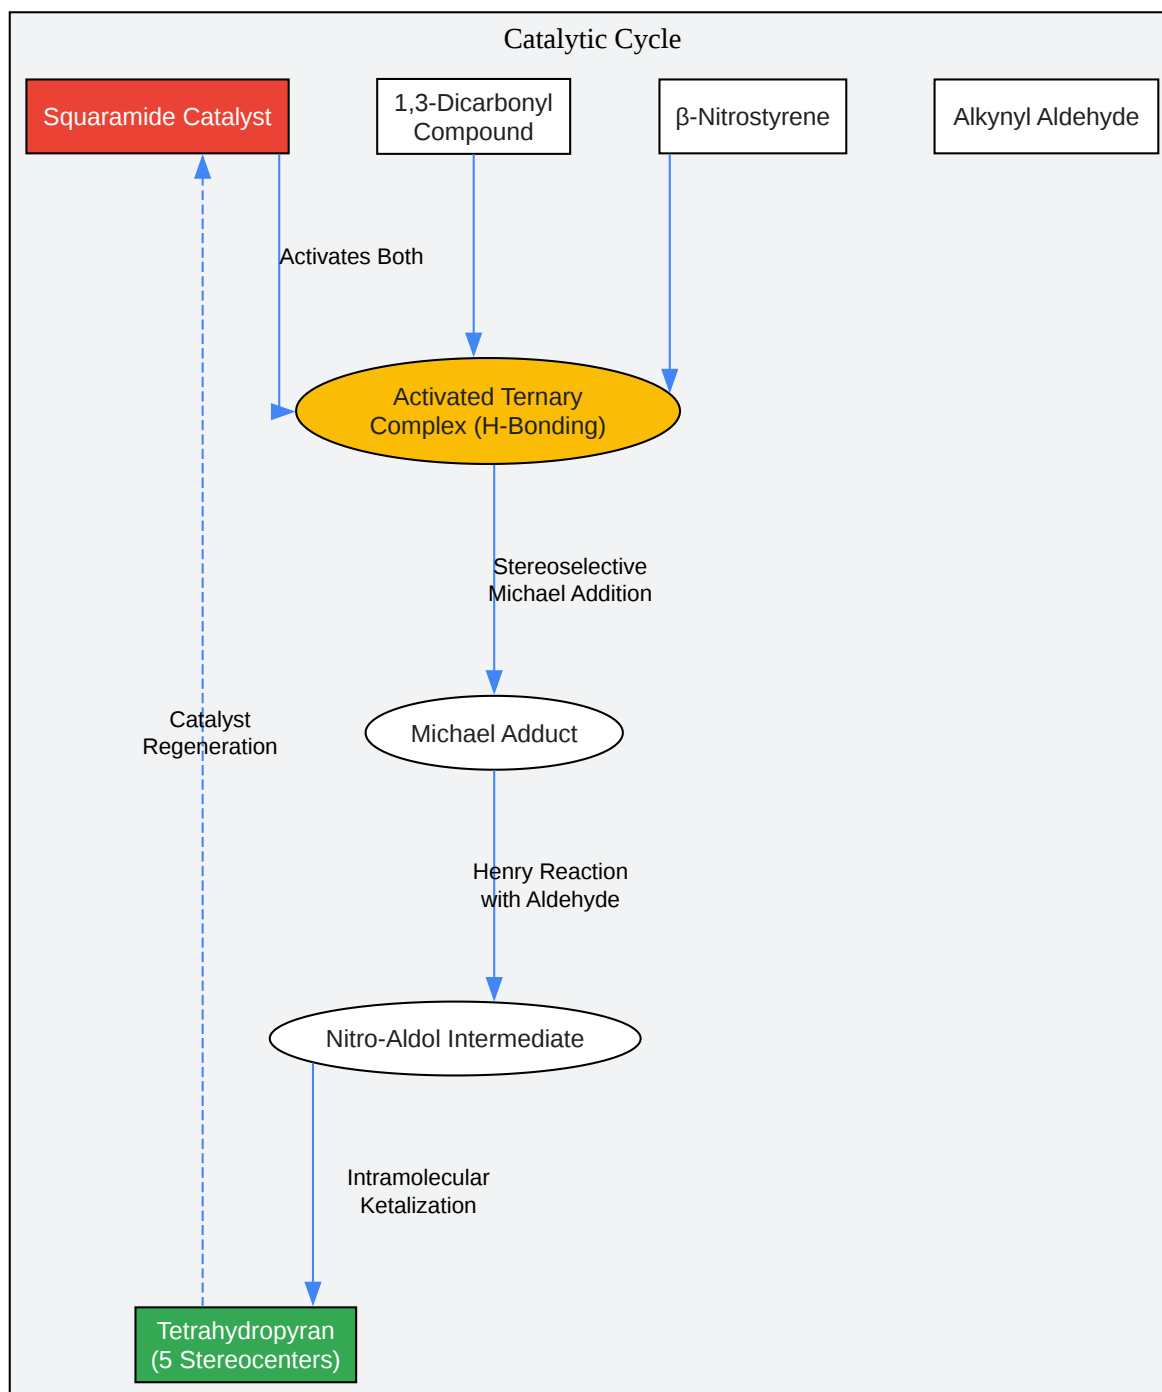 Catalytic Cycle
Squaramide Catalyst
1,3-Dicarbonyl
Compound
β-Nitrostyrene
Alkynyl Aldehyde
Activates Both
Activated Ternary
Complex (H-Bonding)
Stereoselective
Michael Addition
Catalyst
Regeneration
Michael Adduct
Henry Reaction
with Aldehyde
Nitro-Aldol Intermediate
Intramolecular
Ketalization
Tetrahydropyran
(5 Stereocenters)